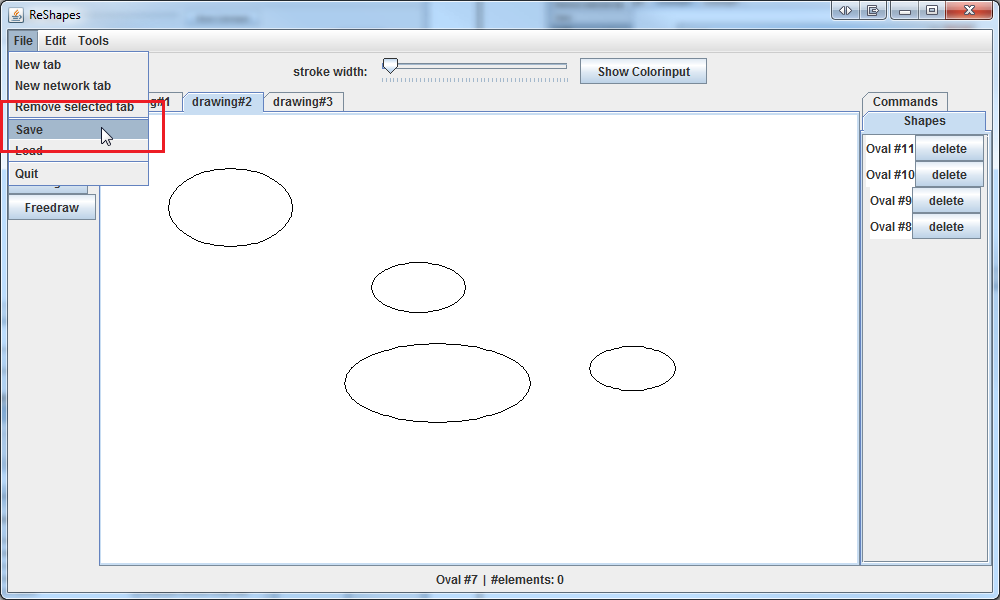 ReShapes
File Edit Tools
New tab
New network tab
Remove selected tab
Save
Load
Quit
stroke width:
Show Colorinput
g#1 drawing#2 drawing#3
Freedraw
Commands
Shapes
Oval #11 delete
Oval #10 delete
Oval #9 delete
Oval #8 delete
Oval #7 | #elements: 0